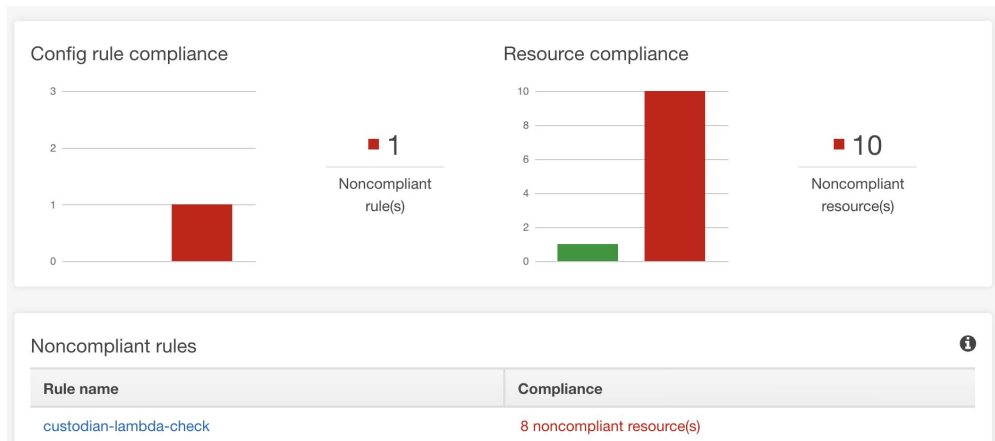 Config rule compliance
3
2
1
0
1
Noncompliant
rule(s)
Resource compliance
10
8
6
4
2
0
10
Noncompliant
resource(s)
Noncompliant rules
Rule name
Compliance
custodian-lambda-check
8 noncompliant resource(s)